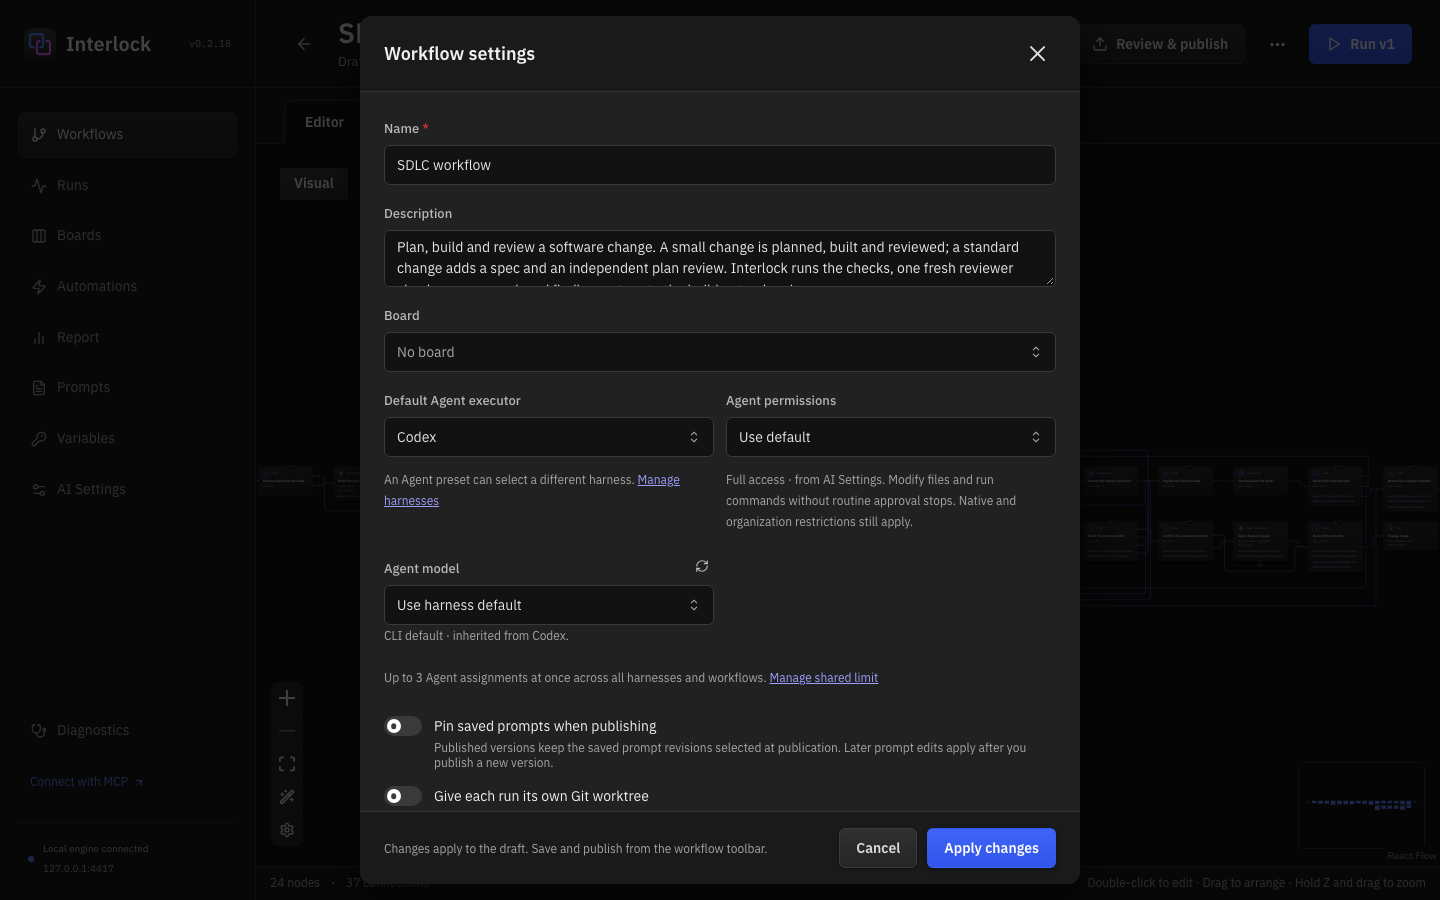 Interlock
v0.2.18
Workflows
Runs
Boards
Automations
Report
Prompts
Variables
AI Settings
Diagnostics
Connect with MCP
Local engine connected
127.0.0.1:4417
Review & publish
Run v1
Editor
Visual
Workflow settings
Name *
SDLC workflow
Description
Plan, build and review a software change. A small change is planned, built and reviewed; a standard
change adds a spec and an independent plan review. Interlock runs the checks, one fresh reviewer
Board
No board
Default Agent executor
Agent permissions
Codex
Use default
An Agent preset can select a different harness. Manage
harnesses
Full access · from AI Settings. Modify files and run
commands without routine approval stops. Native and
organization restrictions still apply.
Agent model
Use harness default
CLI default · inherited from Codex.
Up to 3 Agent assignments at once across all harnesses and workflows. Manage shared limit
Pin saved prompts when publishing
Published versions keep the saved prompt revisions selected at publication. Later prompt edits apply after you
publish a new version.
Give each run its own Git worktree
Changes apply to the draft. Save and publish from the workflow toolbar.
Cancel
Apply changes
React Flow
24 nodes · 37 connections
Double-click to edit · Drag to arrange · Hold Z and drag to zoom